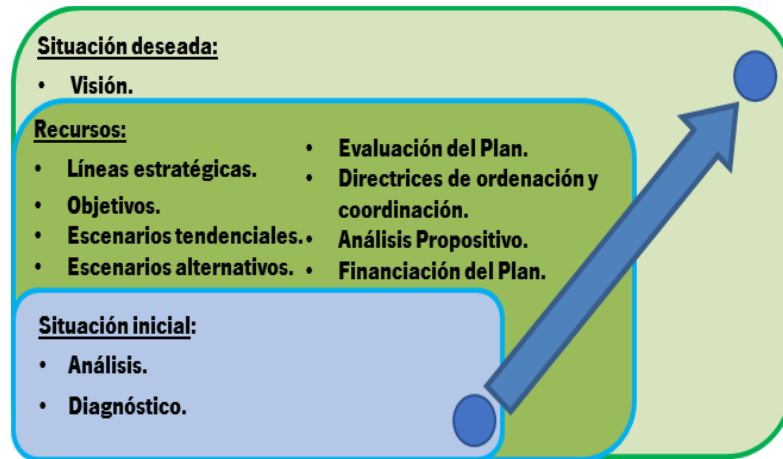 Situación deseada:
• Visión.
Recursos:
• Líneas estratégicas.
• Objetivos.
• Escenarios tendenciales.
• Escenarios alternativos.
• Evaluación del Plan.
• Directrices de ordenación y
coordinación.
• Análisis Propositivo.
• Financiación del Plan.
Situación inicial:
• Análisis.
• Diagnóstico.